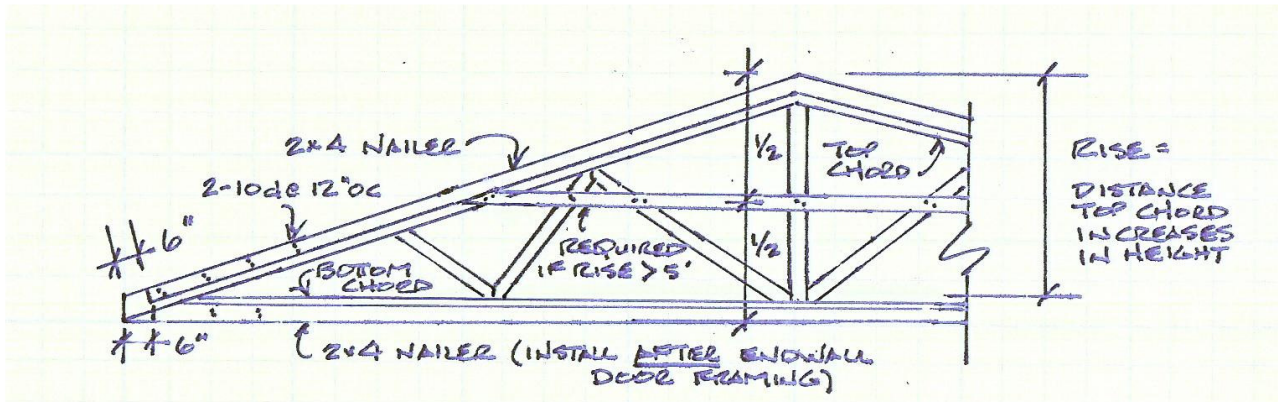 2x4 NAILER
2-10d@ 12"OC
6"
BOTTOM
CHORD
REQUIRED
IF RISE > 5'
1/2
1/2
TOP
CHORD
RISE =
DISTANCE
TOP CHORD
INCREASES
IN HEIGHT
6"
2x4 NAILER (INSTALL AFTER ENDWALL
DOOR FRAMING)